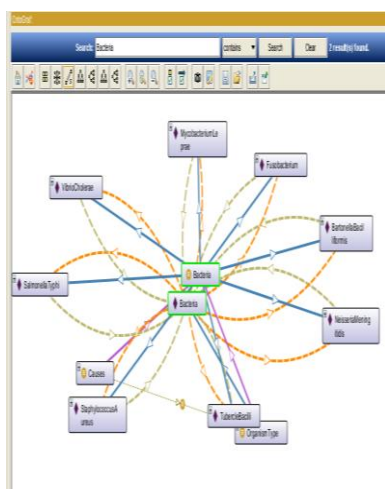 OntoGraf:
Search: Bacteria contains Search Clear 2 result(s) found.
MycobacteriumLe
prae
Fusobacterium
VibrioCholerae
BartonellaBacil
liformis
Bacteria
SalmonellaTyphi
Bacteria
NeisseriaMening
itidis
Causes
StaphylococcusA
ureus
TubercleBacilli
OrganismType